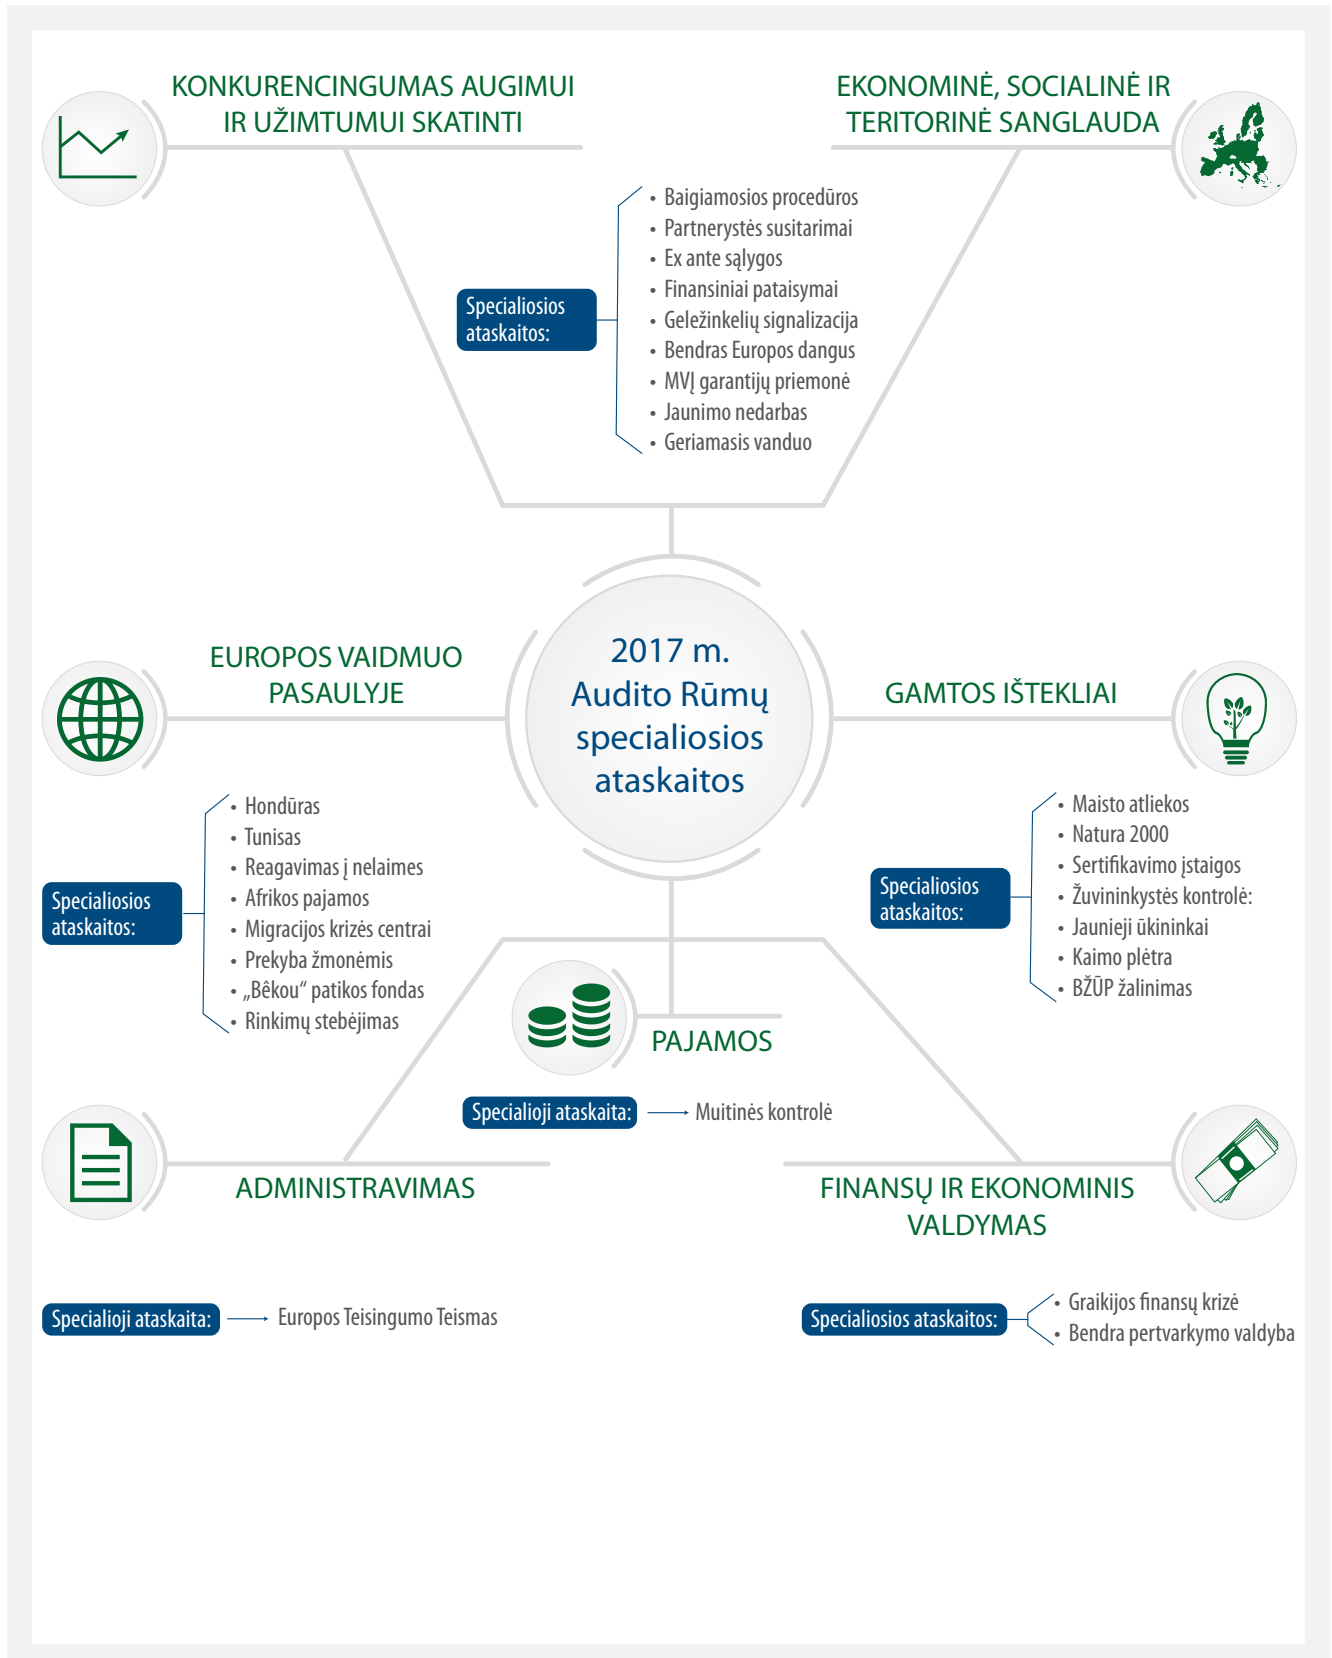 KONKURENCINGUMAS AUGIMUI
IR UŽIMTUMUI SKATINTI
EKONOMINĖ, SOCIALINĖ IR
TERITORINĖ SANGLAUDA
Specialiosios
ataskaitos:
• Baigiamosios procedūros
• Partnerystės susitarimai
• Ex ante sąlygos
• Finansiniai pataisymai
• Geležinkelių signalizacija
• Bendras Europos dangus
• MVĮ garantijų priemonė
• Jaunimo nedarbas
• Geriamasis vanduo
2017 m.
Audito Rūmų
specialiosios
ataskaitos
EUROPOS VAIDMUO
PASAULYJE
Specialiosios
ataskaitos:
• Hondūras
• Tunisas
• Reagavimas į nelaimes
• Afrikos pajamos
• Migracijos krizės centrai
• Prekyba žmonėmis
• „Bêkou“ patikos fondas
• Rinkimų stebėjimas
GAMTOS IŠTEKLIAI
Specialiosios
ataskaitos:
• Maisto atliekos
• Natura 2000
• Sertifikavimo įstaigos
• Žuvininkystės kontrolė:
• Jaunieji ūkininkai
• Kaimo plėtra
• BŽŪP žalinimas
PAJAMOS
Specialioji ataskaita:
Muitinės kontrolė
ADMINISTRAVIMAS
Specialioji ataskaita:
Europos Teisingumo Teismas
FINANSŲ IR EKONOMINIS
VALDYMAS
Specialiosios ataskaitos:
• Graikijos finansų krizė
• Bendra pertvarkymo valdyba